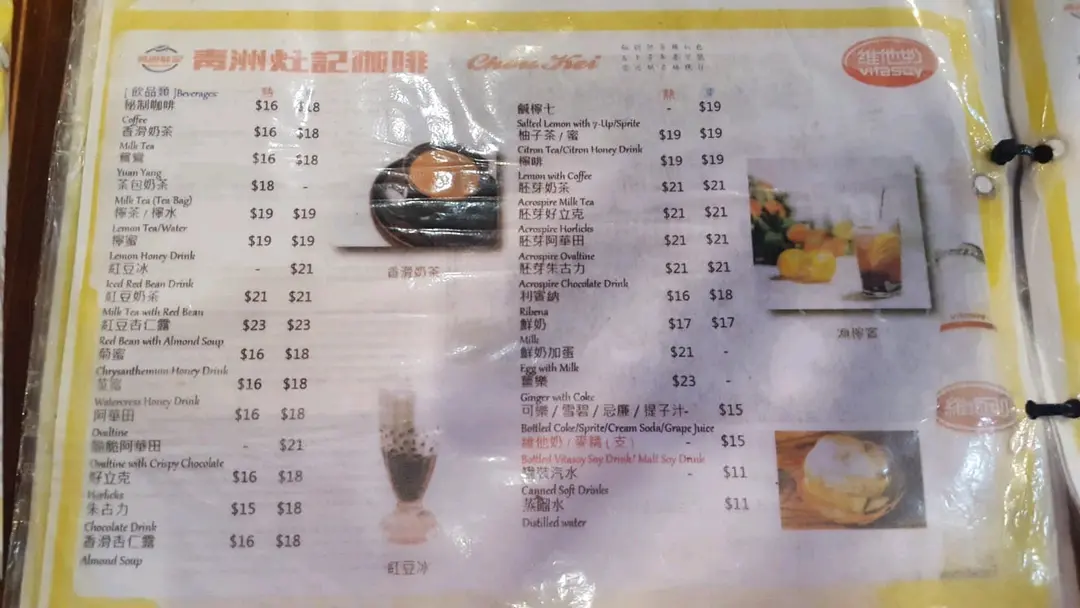 青洲灶記咖啡 Chou Kei
維他奶
vitasoy
[ 飲品類 ]Beverages: 熱
秘制咖啡 $16 $18
Coffee
香滑奶茶 $16 $18
Milk Tea
鴛鴦 $16 $18
Yuan Yang
茶包奶茶 $18 -
Milk Tea (Tea Bag)
檸茶 / 檸水 $19 $19
Lemon Tea/Water
檸蜜 $19 $19
Lemon Honey Drink
紅豆冰 - $21
Iced Red Bean Drink
紅豆奶茶 $21 $21
Milk Tea with Red Bean
紅豆杏仁露 $23 $23
Red Bean with Almond Soup
菊蜜 $16 $18
Chrysanthemum Honey Drink
$16 $18
Watercress Honey Drink
阿華田 $16 $18
Ovaltine
脆脆阿華田 - $21
Ovaltine with Crispy Chocolate
好立克 $16 $18
Horlicks
朱古力 $15 $18
Chocolate Drink
香滑杏仁露 $16 $18
Almond Soup
香滑奶茶
紅豆冰
熱
鹹檸七 - $19
Salted Lemon with 7-Up/Sprite
柚子茶 / 蜜 $19 $19
Citron Tea/Citron Honey Drink
檸啡 $19 $19
Lemon with Coffee
胚芽奶茶 $21 $21
Acrospire Milk Tea
胚芽好立克 $21 $21
Acrospire Horlicks
胚芽阿華田 $21 $21
Acrospire Ovaltine
胚芽朱古力 $21 $21
Acrospire Chocolate Drink
利賓納 $16 $18
Ribena
鮮奶 $17 $17
Milk
鮮奶加蛋 $21 -
Egg with Milk
薑樂 $23 -
Ginger with Coke
可樂 / 雪碧 / 忌廉 / 提子汁- $15
Bottled Coke/Sprite/Cream Soda/Grape Juice
維他奶 / 麥精 ( 支 ) - $15
Bottled Vitasoy Soy Drink/ Malt Soy Drink
罐裝汽水 - $11
Canned Soft Drinks
蒸餾水 $11
Distilled water
維他奶